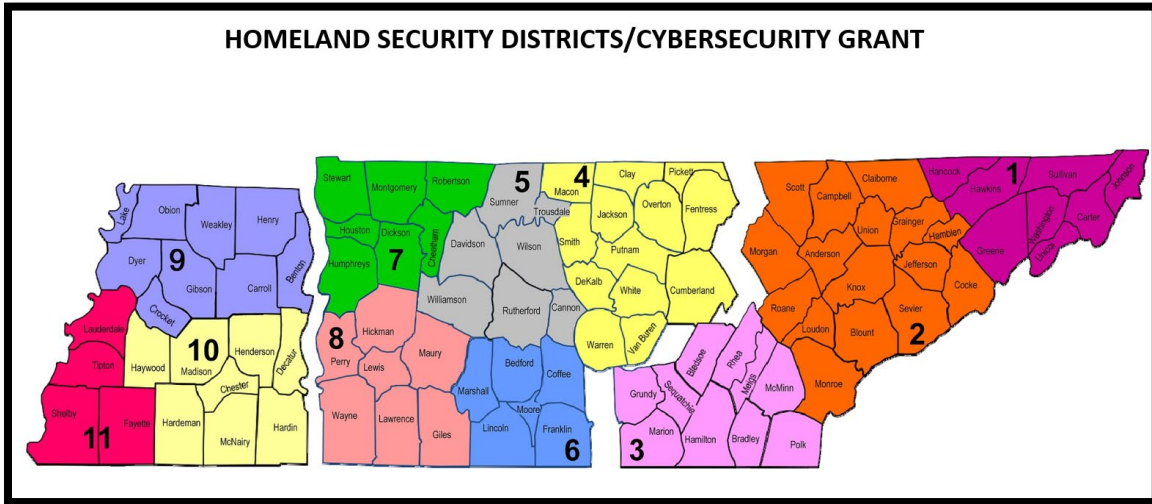 HOMELAND SECURITY DISTRICTS/CYBERSECURITY GRANT
Lake
Obion
Weakley
Henry
Dyer
9
Gibson
Carroll
Benton
Crocket
Lauderdale
Tipton
Shelby
Fayette
11
10
Haywood
Madison
Henderson
Decatur
Chester
Hardeman
McNairy
Hardin
Stewart
Montgomery
Robertson
Houston
Dickson
Chentham
Humphreys
7
8
Hickman
Perry
Lewis
Maury
Wayne
Lawrence
Giles
5
Sumner
Trousdale
Davidson
Wilson
Williamson
Rutherford
Cannon
Bedford
Coffee
Marshall
Moore
Lincoln
Franklin
6
4
Macon
Clay
Pickett
Jackson
Overton
Fentress
Smith
Putnam
DeKalb
White
Cumberland
Warren
Van Buren
Bledsoe
Rhea
Meigs
McMinn
Grundy
Sequatchie
Marion
Hamilton
Bradley
Polk
3
Scott
Campbell
Claiborne
Union
Grainger
Hamblen
Morgan
Anderson
Jefferson
Cocke
Knox
Roane
Loudon
Blount
Sevier
2
Monroe
1
Hancock
Hawkins
Sullivan
Johnson
Greene
Washington
Carter
Unicoi